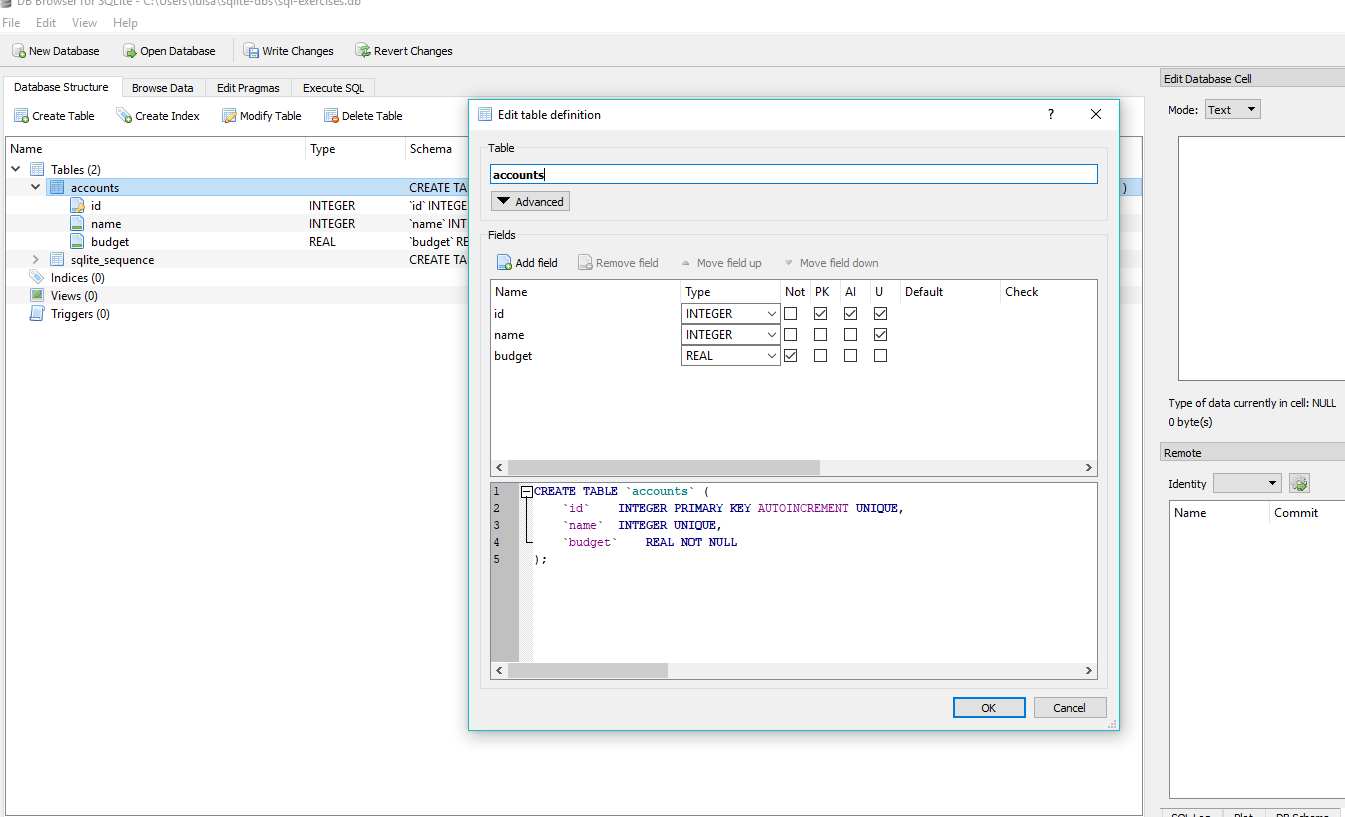 DB Browser for SQLite - C:\Users\luisa\sqlite-dbs\sql-exercises.db
File Edit View Help
New Database Open Database Write Changes Revert Changes
Database Structure Browse Data Edit Pragmas Execute SQL
Create Table Create Index Modify Table Delete Table
Name Type Schema
Tables (2)
accounts CREATE TA )
id INTEGER `id` INTEGE
name INTEGER `name` INT
budget REAL `budget` RE
sqlite_sequence CREATE TA
Indices (0)
Views (0)
Triggers (0)
Edit table definition ?
Table
accounts
Advanced
Fields
Add field Remove field Move field up Move field down
Name Type Not PK AI U Default Check
id INTEGER
name INTEGER
budget REAL
1 CREATE TABLE `accounts` (
2 `id` INTEGER PRIMARY KEY AUTOINCREMENT UNIQUE,
3 `name` INTEGER UNIQUE,
4 `budget` REAL NOT NULL
5 );
OK Cancel
Edit Database Cell
Mode: Text
Type of data currently in cell: NULL
0 byte(s)
Remote
Identity
Name Commit
SQL Log Plot DB Schema